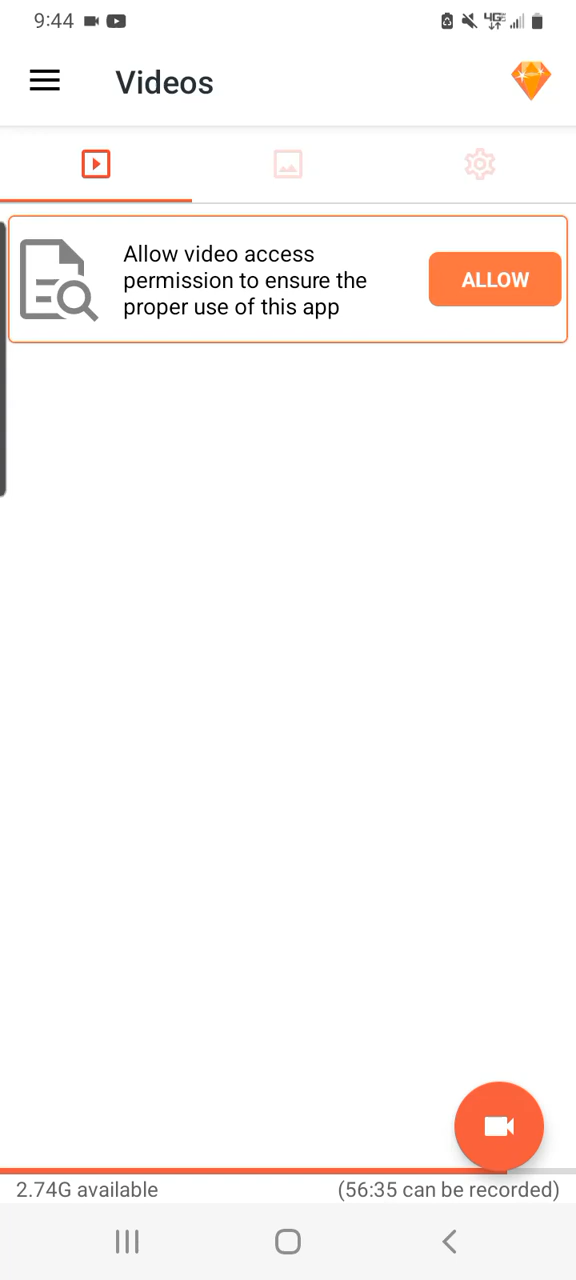 9:44
4GE
Videos
Allow video access
permission to ensure the
proper use of this app
ALLOW
2.74G available
(56:35 can be recorded)